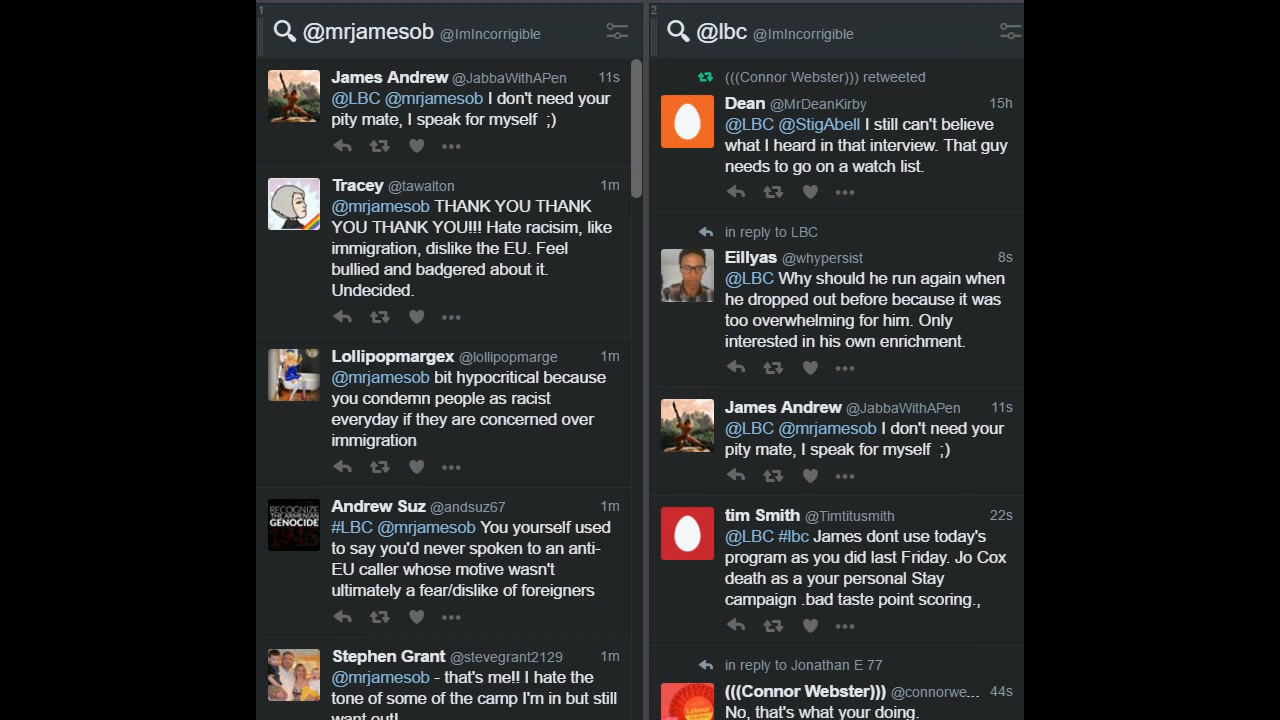 1
@mrjamesob @ImIncorrigible
James Andrew @JabbaWithAPen 11s
@LBC @mrjamesob I don't need your
pity mate, I speak for myself ;)
Tracey @tawalton 1m
@mrjamesob THANK YOU THANK
YOU THANK YOU!!! Hate racisim, like
immigration, dislike the EU. Feel
bullied and badgered about it.
Undecided.
Lollipopmargex @lollipopmarge 1m
@mrjamesob bit hypocritical because
you condemn people as racist
everyday if they are concerned over
immigration
RECOGNIZE
THE ARMENIAN
GENOCIDE
Andrew Suz @andsuz67 1m
#LBC @mrjamesob You yourself used
to say you'd never spoken to an anti-
EU caller whose motive wasn't
ultimately a fear/dislike of foreigners
Stephen Grant @stevegrant2129 1m
@mrjamesob - that's me!! I hate the
tone of some of the camp I'm in but still
want out!
2
@lbc @ImIncorrigible
(((Connor Webster))) retweeted
Dean @MrDeanKirby 15h
@LBC @StigAbell I still can't believe
what I heard in that interview. That guy
needs to go on a watch list.
in reply to LBC
Eillyas @whypersist 8s
@LBC Why should he run again when
he dropped out before because it was
too overwhelming for him. Only
interested in his own enrichment.
James Andrew @JabbaWithAPen 11s
@LBC @mrjamesob I don't need your
pity mate, I speak for myself ;)
tim Smith @Timtitusmith 22s
@LBC #lbc James dont use today's
program as you did last Friday. Jo Cox
death as a your personal Stay
campaign .bad taste point scoring.,
in reply to Jonathan E 77
(((Connor Webster))) @connorwe... 44s
No, that's what your doing.
Labour